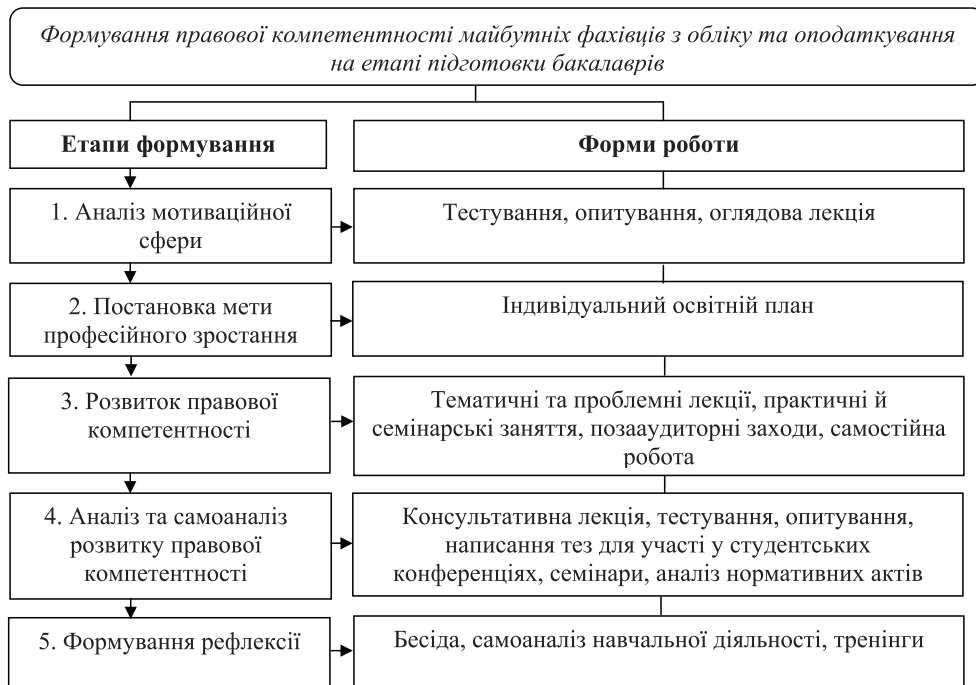 Формування правової компетентності майбутніх фахівців з обліку та оподаткування
на етапі підготовки бакалаврів
Етапи формування
Форми роботи
1. Аналіз мотиваційної
сфери
Тестування, опитування, оглядова лекція
2. Постановка мети
професійного зростання
Індивідуальний освітній план
3. Розвиток правової
компетентності
Тематичні та проблемні лекції, практичні й
семінарські заняття, позааудиторні заходи, самостійна
робота
4. Аналіз та самоаналіз
розвитку правової
компетентності
Консультативна лекція, тестування, опитування,
написання тез для участі у студентських
конференціях, семінари, аналіз нормативних актів
5. Формування рефлексії
Бесіда, самоаналіз навчальної діяльності, тренінги